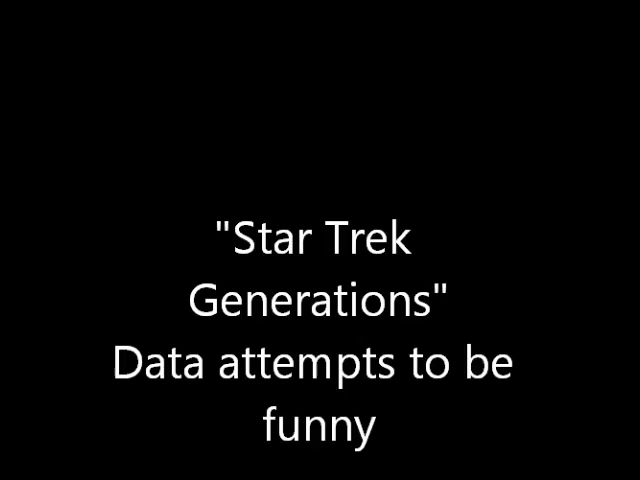 "Star Trek
Generations"
Data attempts to be
funny